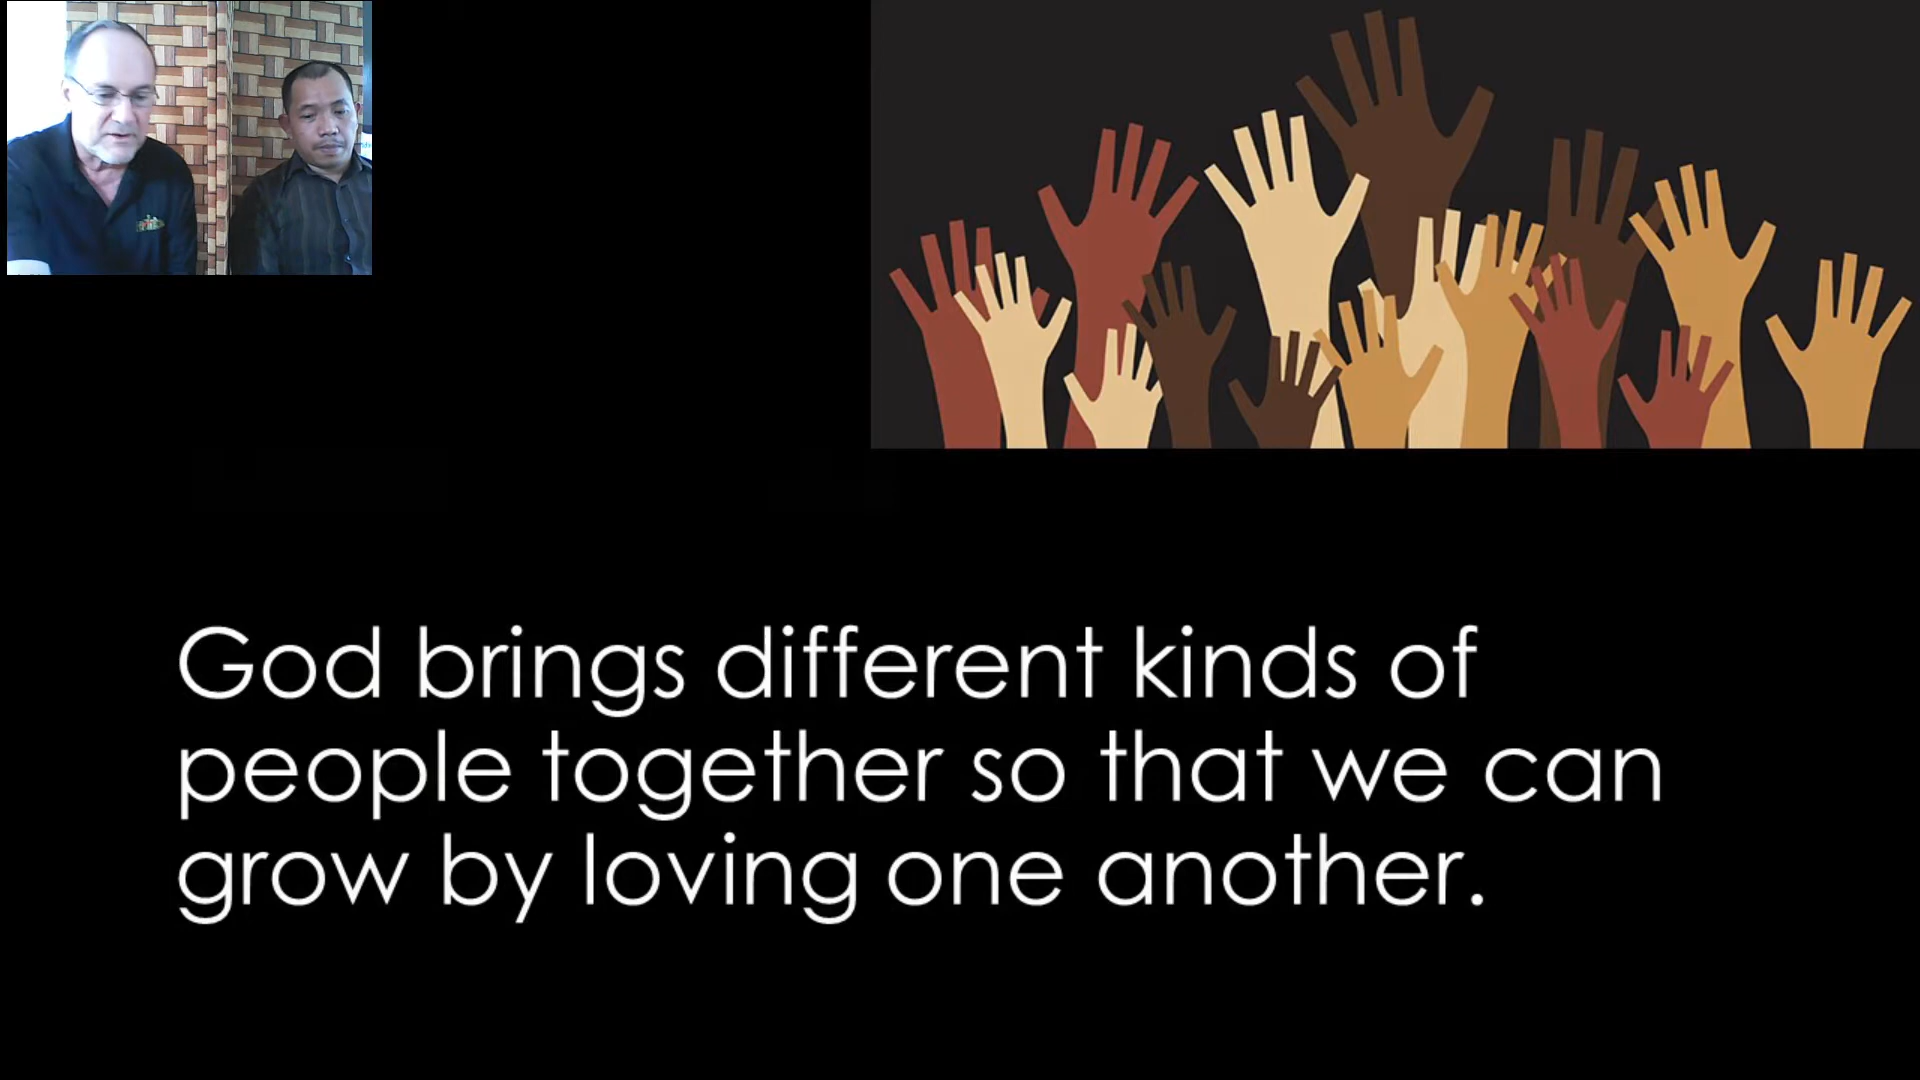 God brings different kinds of
people together so that we can
grow by loving one another.